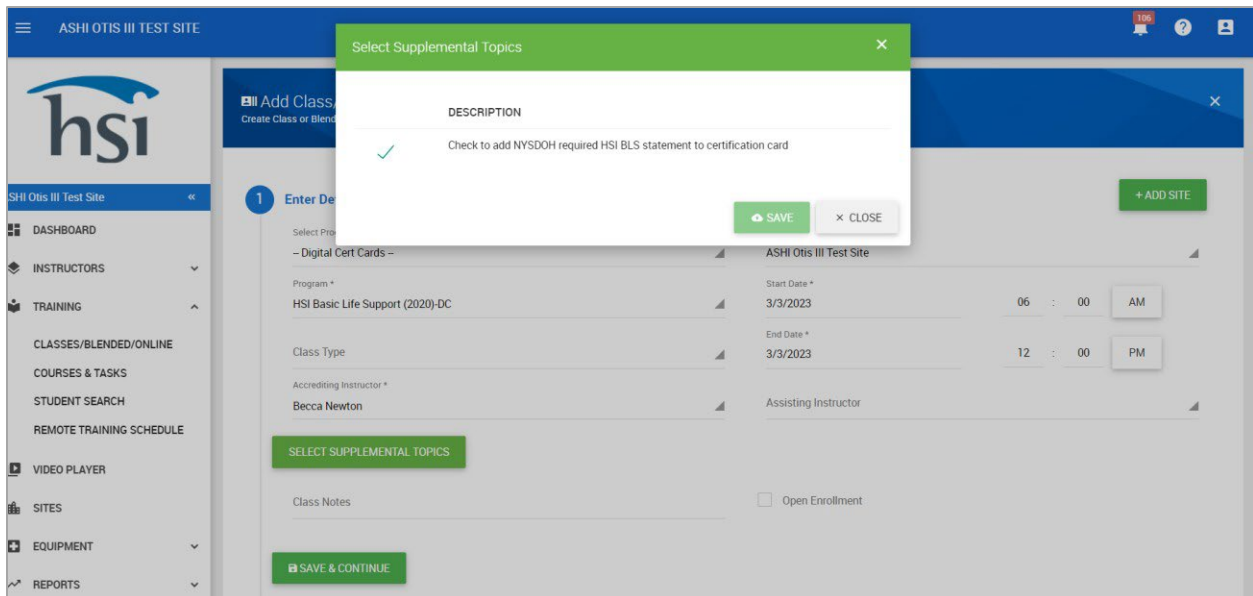 ASHI OTIS III TEST SITE
106
Select Supplemental Topics
hsi
Add Class/
Create Class or Blend
DESCRIPTION
Check to add NYSDOH required HSI BLS statement to certification card
SAVE
CLOSE
SHI Otis III Test Site
DASHBOARD
INSTRUCTORS
TRAINING
CLASSES/BLENDED/ONLINE
COURSES & TASKS
STUDENT SEARCH
REMOTE TRAINING SCHEDULE
VIDEO PLAYER
SITES
EQUIPMENT
REPORTS
1 Enter De
+ ADD SITE
Select Pro
-- Digital Cert Cards --
ASHI Otis III Test Site
Program *
HSI Basic Life Support (2020)-DC
Start Date *
3/3/2023 06 : 00 AM
Class Type
End Date *
3/3/2023 12 : 00 PM
Accrediting Instructor *
Becca Newton
Assisting Instructor
SELECT SUPPLEMENTAL TOPICS
Class Notes
Open Enrollment
SAVE & CONTINUE